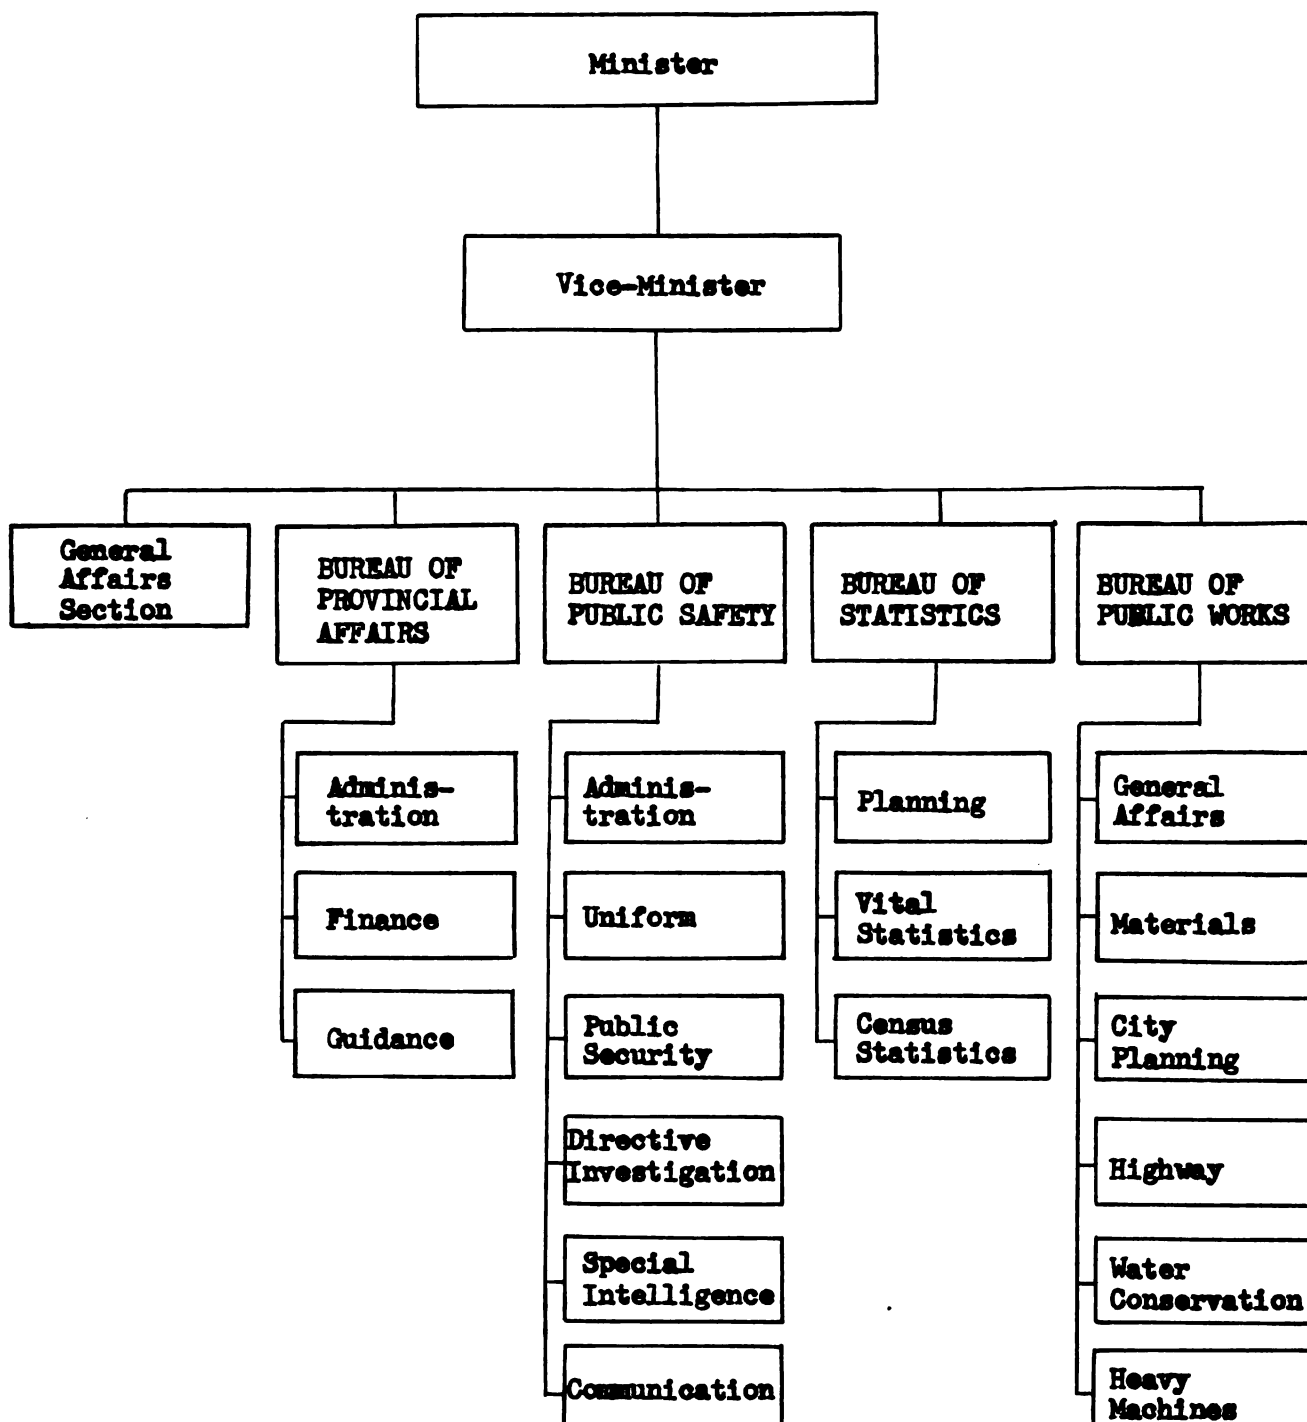 Minister
Vice-Minister
General
Affairs
Section
BUREAU OF
PROVINCIAL
AFFAIRS
BUREAU OF
PUBLIC SAFETY
BUREAU OF
STATISTICS
BUREAU OF
PUBLIC WORKS
Adminis-
tration
Finance
Guidance
Adminis-
tration
Uniform
Public
Security
Directive
Investigation
Special
Intelligence
Communication
Planning
Vital
Statistics
Census
Statistics
General
Affairs
Materials
City
Planning
Highway
Water
Conservation
Heavy
Machines